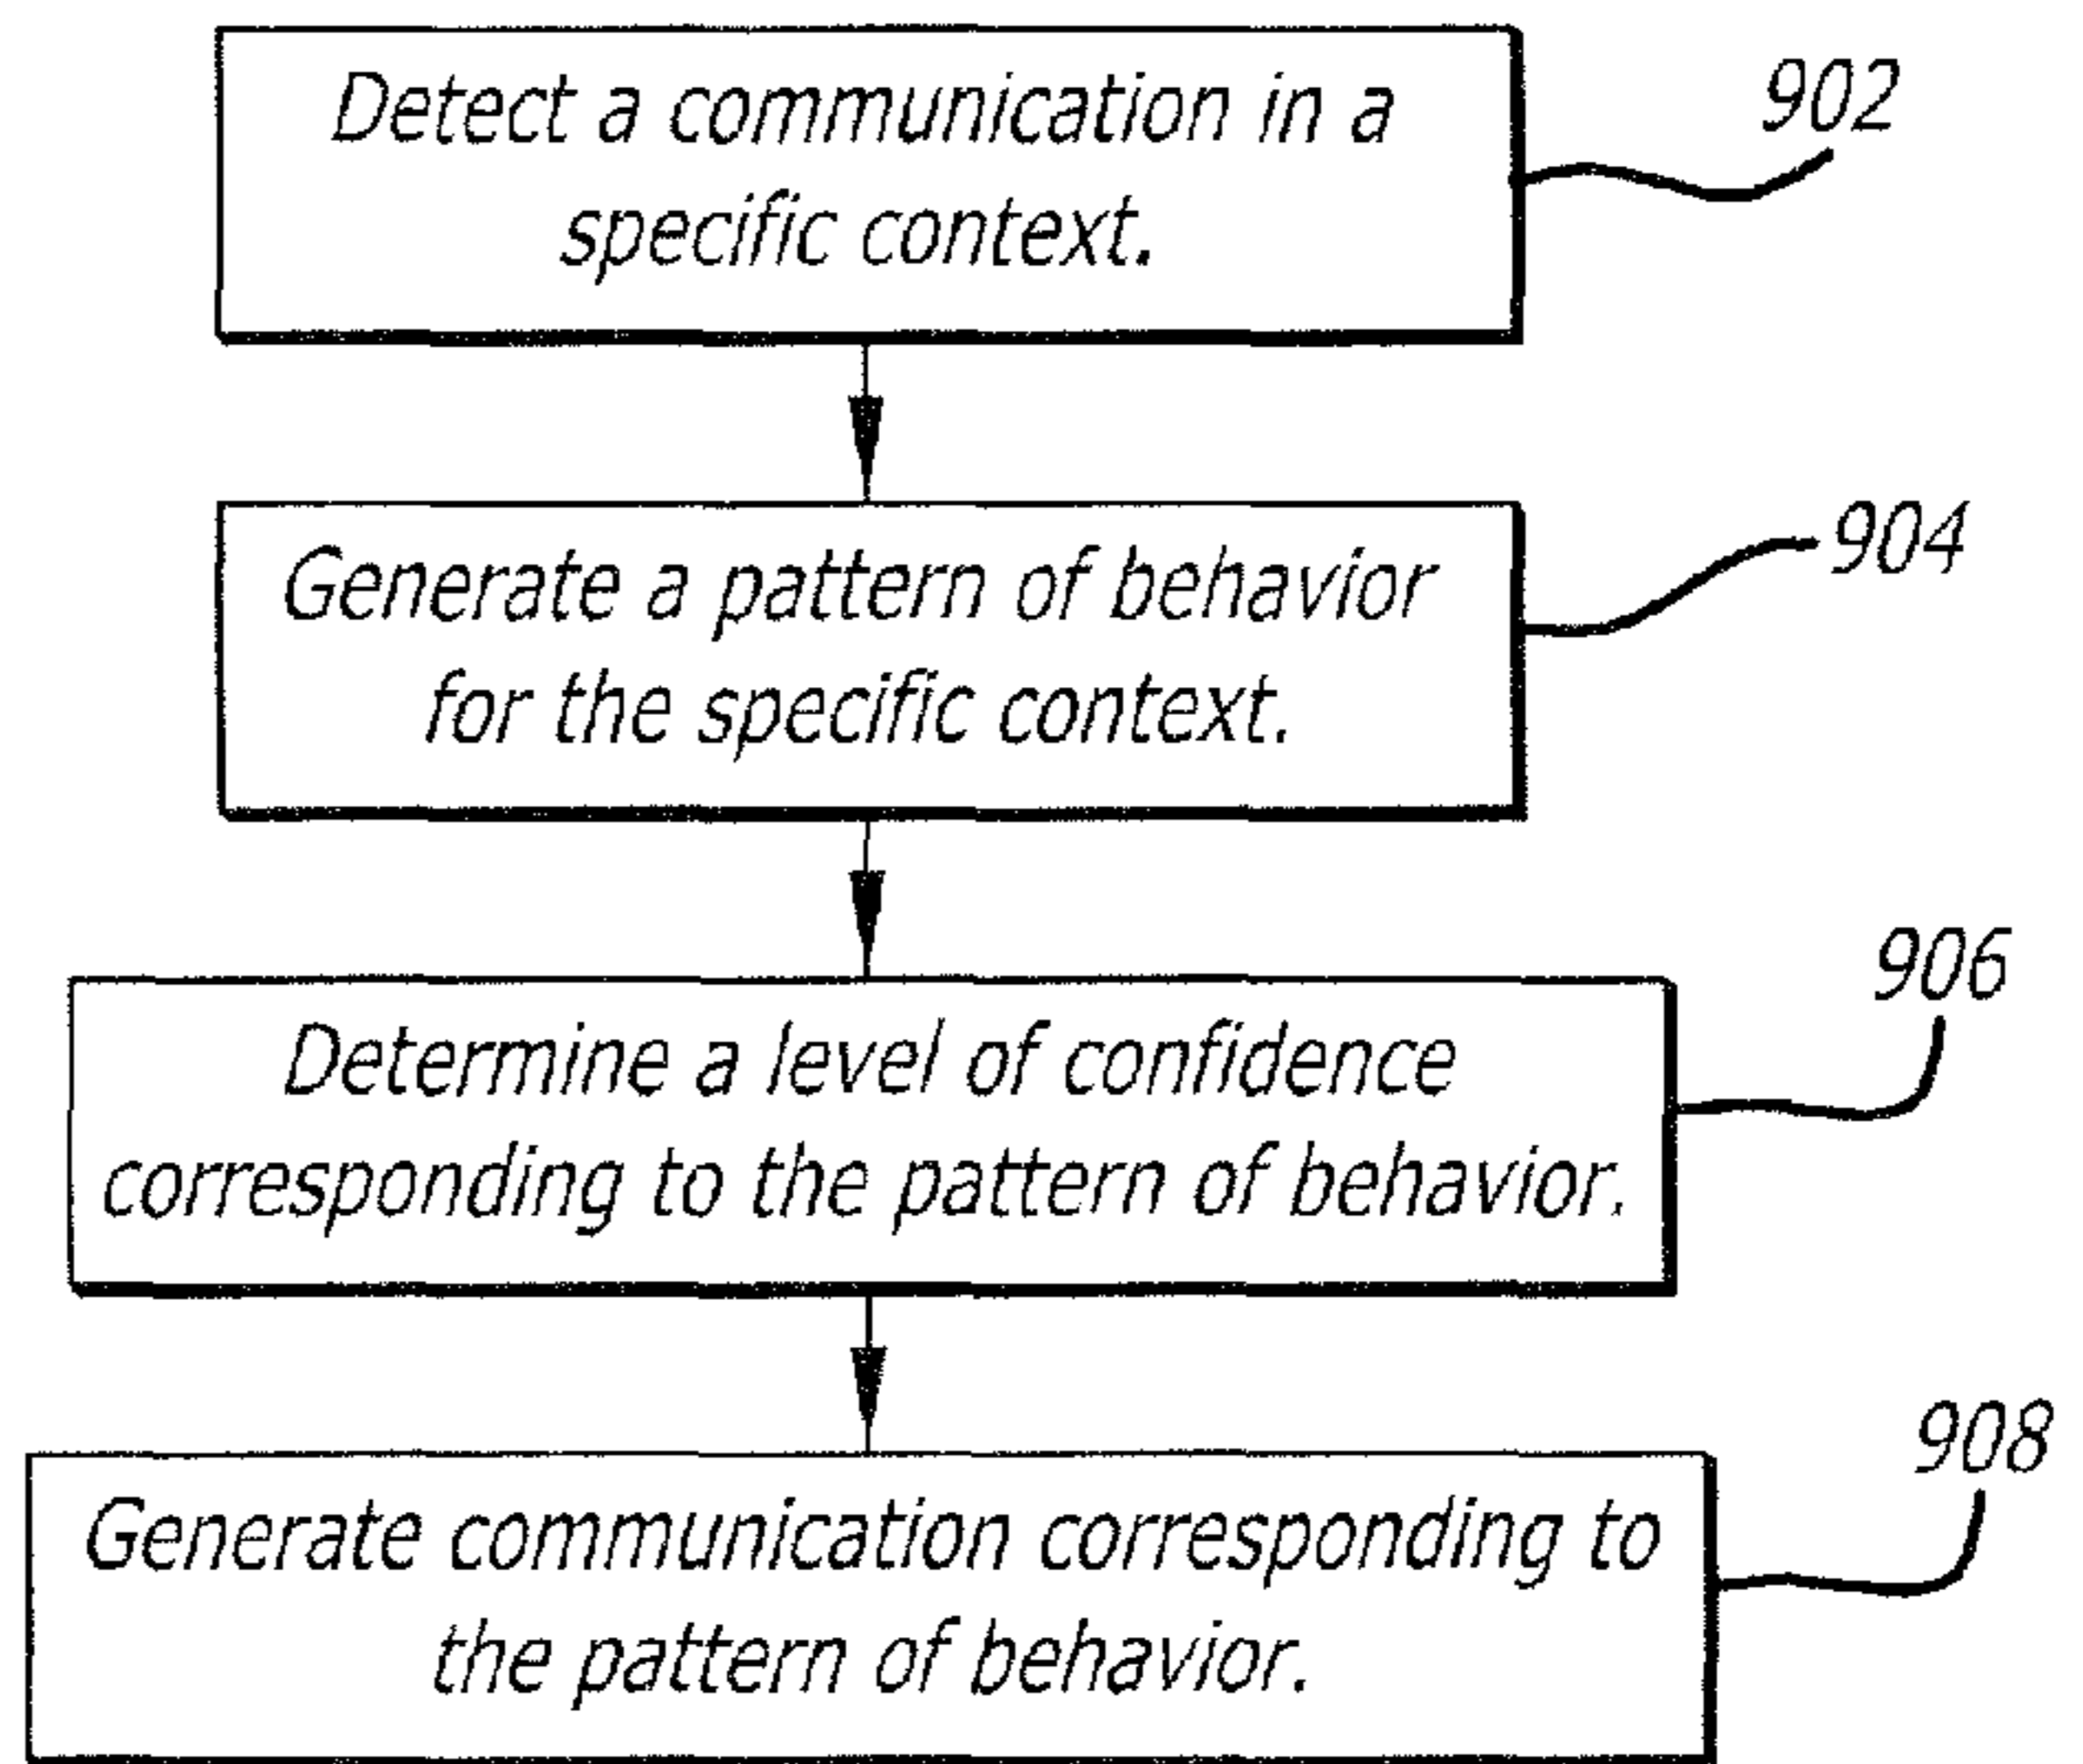 Detect a communication in a
specific context.
902
Generate a pattern of behavior
for the specific context.
904
Determine a level of confidence
corresponding to the pattern of behavior.
906
Generate communication corresponding to
the pattern of behavior.
908